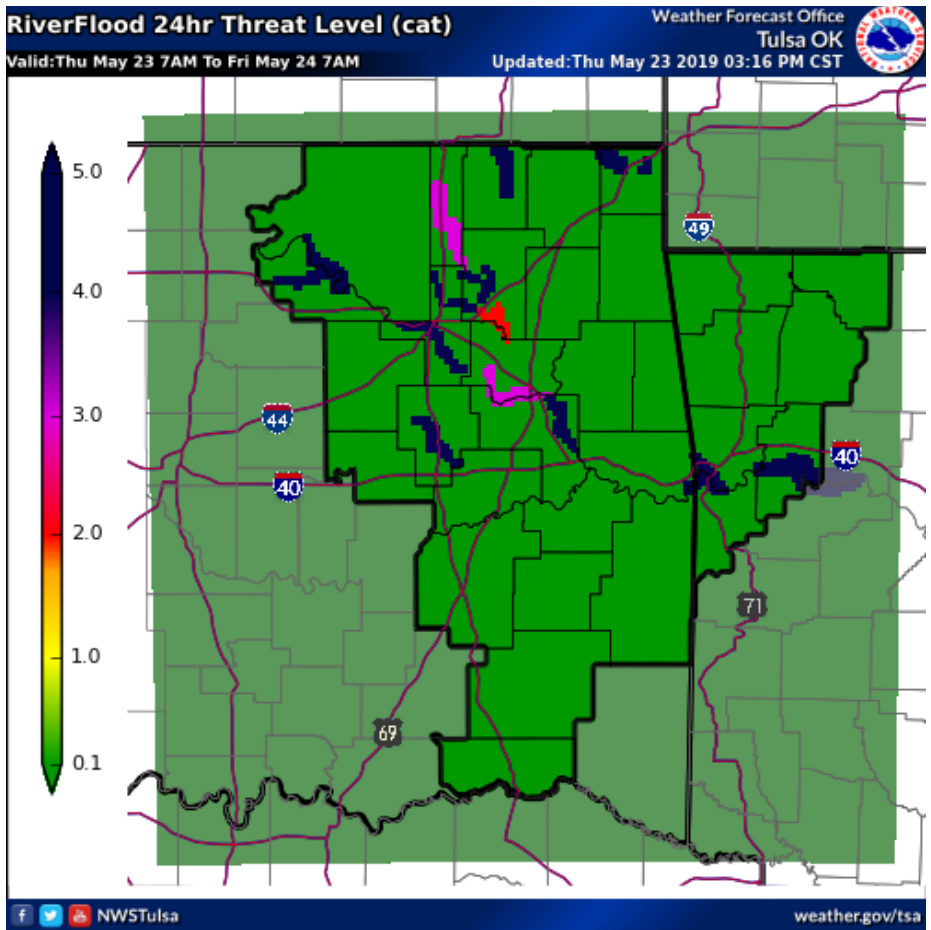 RiverFlood 24hr Threat Level (cat)
Weather Forecast Office
Tulsa OK
Valid:Thu May 23 7AM To Fri May 24 7AM
Updated:Thu May 23 2019 03:16 PM CST
5.0
4.0
3.0
2.0
1.0
0.1
49
44
40
40
71
69
NWSTulsa
weather.gov/tsa